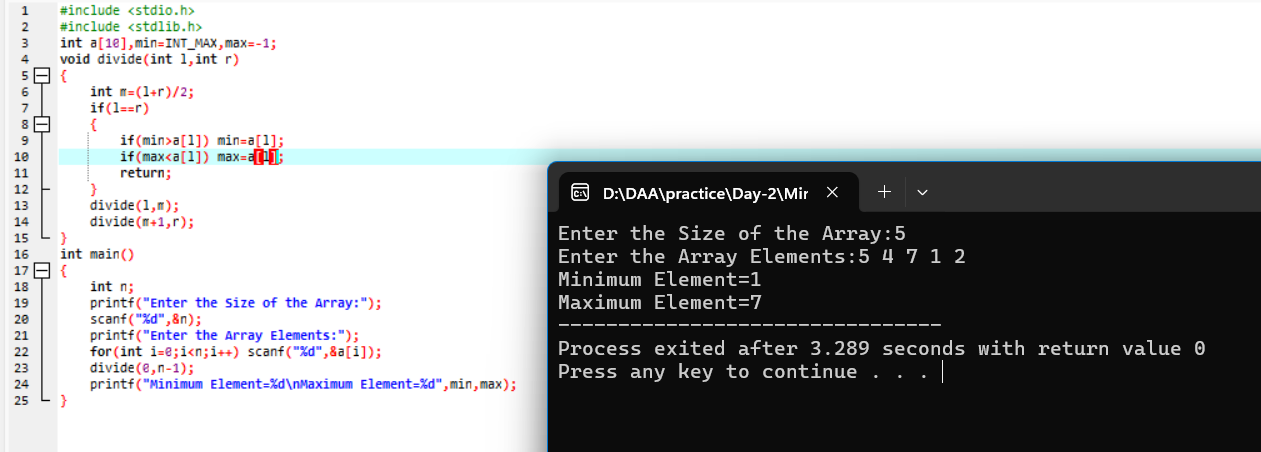 1 #include <stdio.h>
2 #include <stdlib.h>
3 int a[10],min=INT_MAX,max=-1;
4 void divide(int l,int r)
5 {
6 int m=(l+r)/2;
7 if(l==r)
8 {
9 if(min>a[l]) min=a[l];
10 if(max<a[l]) max=a[l];
11 return;
12 }
13 divide(l,m);
14 divide(m+1,r);
15 }
16 int main()
17 {
18 int n;
19 printf("Enter the Size of the Array:");
20 scanf("%d",&n);
21 printf("Enter the Array Elements:");
22 for(int i=0;i<n;i++) scanf("%d",&a[i]);
23 divide(0,n-1);
24 printf("Minimum Element=%d\nMaximum Element=%d",min,max);
25 }
D:\DAA\practice\Day-2\Mir
Enter the Size of the Array:5
Enter the Array Elements:5 4 7 1 2
Minimum Element=1
Maximum Element=7
--------------------------------
Process exited after 3.289 seconds with return value 0
Press any key to continue . . .